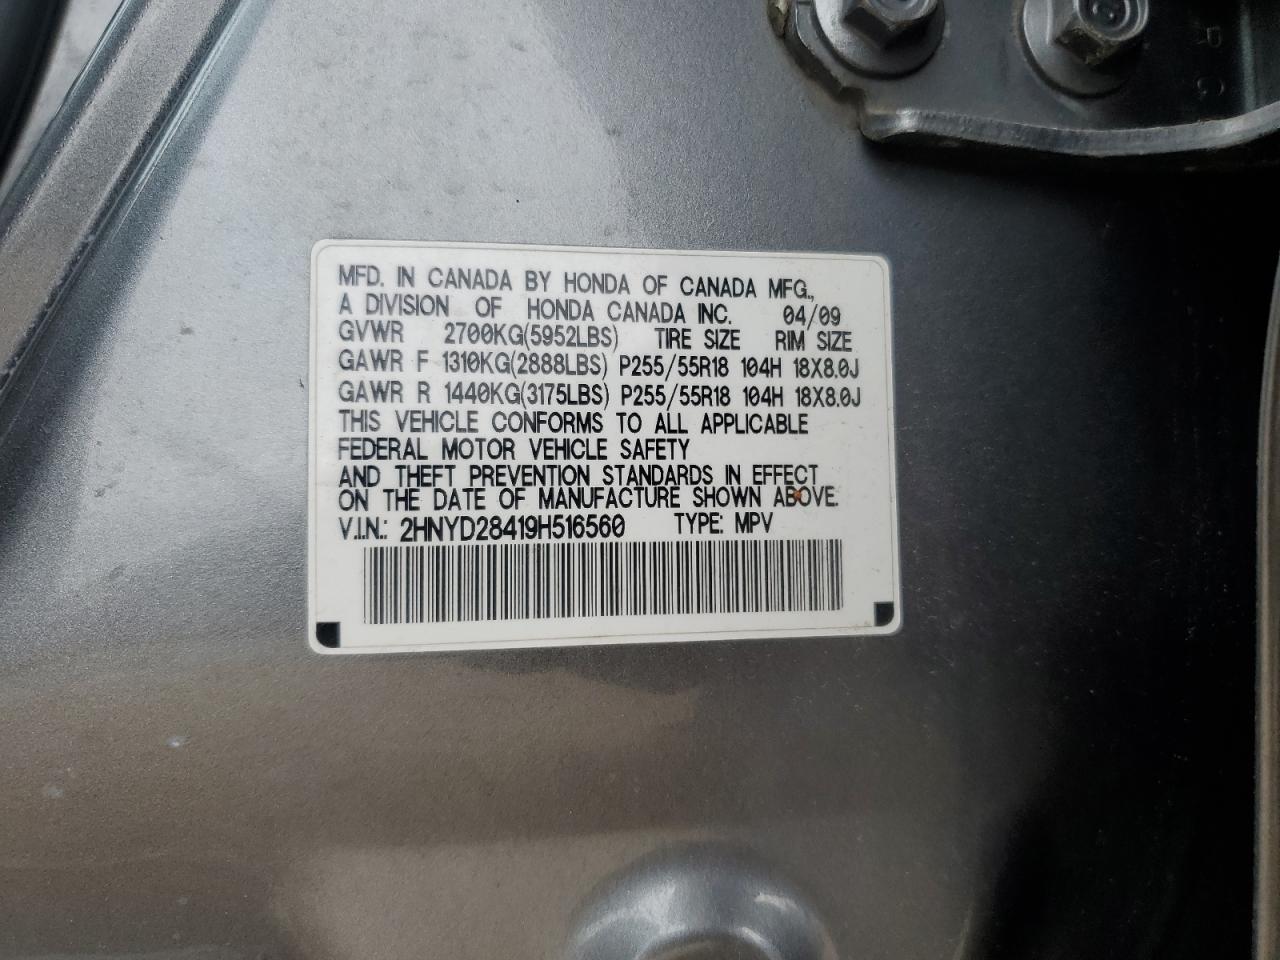 MFD. IN CANADA BY HONDA OF CANADA MFG.,
A DIVISION OF HONDA CANADA INC. 04/09
GVWR 2700KG(5952LBS) TIRE SIZE RIM SIZE
GAWR F 1310KG(2888LBS) P255/55R18 104H 18X8.0J
GAWR R 1440KG(3175LBS) P255/55R18 104H 18X8.0J
THIS VEHICLE CONFORMS TO ALL APPLICABLE
FEDERAL MOTOR VEHICLE SAFETY
AND THEFT PREVENTION STANDARDS IN EFFECT
ON THE DATE OF MANUFACTURE SHOWN ABOVE.
V.I.N.: 2HNYD28419H516560 TYPE: MPV